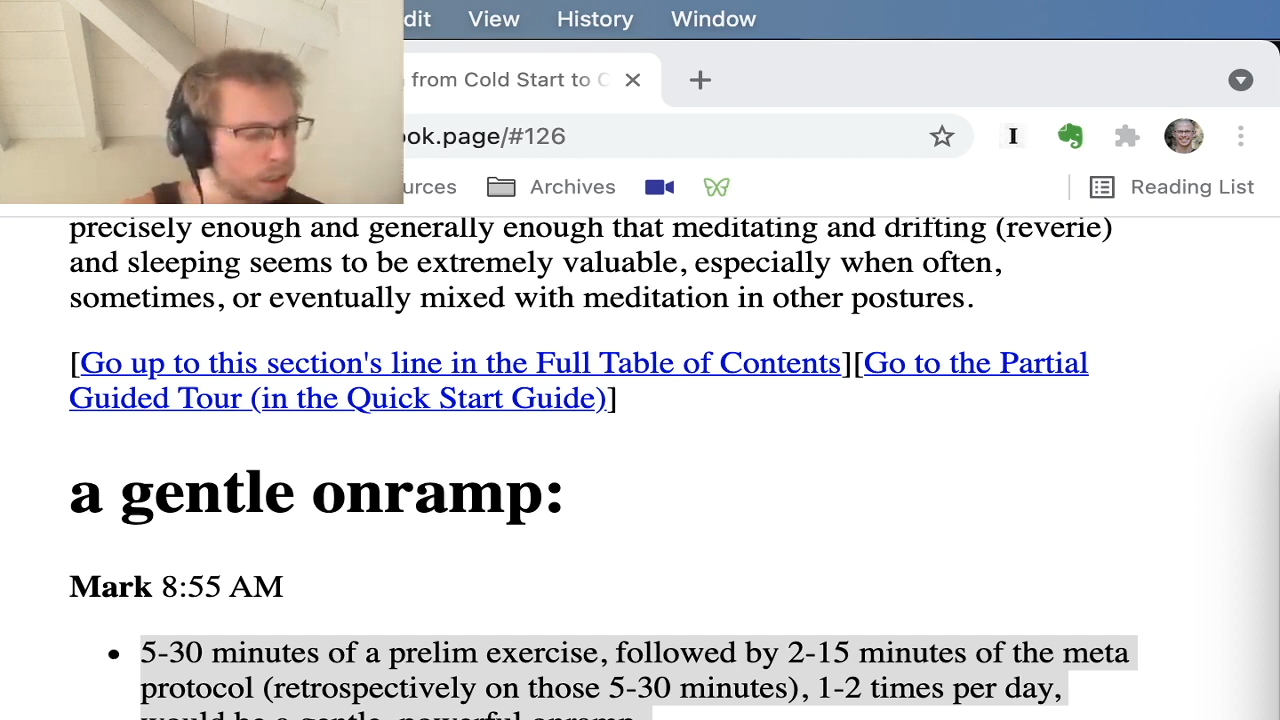 dit View History Window
from Cold Start to C
ok.page/#126
urces Archives Reading List
precisely enough and generally enough that meditating and drifting (reverie)
and sleeping seems to be extremely valuable, especially when often,
sometimes, or eventually mixed with meditation in other postures.
[Go up to this section's line in the Full Table of Contents][Go to the Partial
Guided Tour (in the Quick Start Guide)]
a gentle onramp:
Mark 8:55 AM
• 5-30 minutes of a prelim exercise, followed by 2-15 minutes of the meta
protocol (retrospectively on those 5-30 minutes), 1-2 times per day,
would be a gentle, powerful onramp.